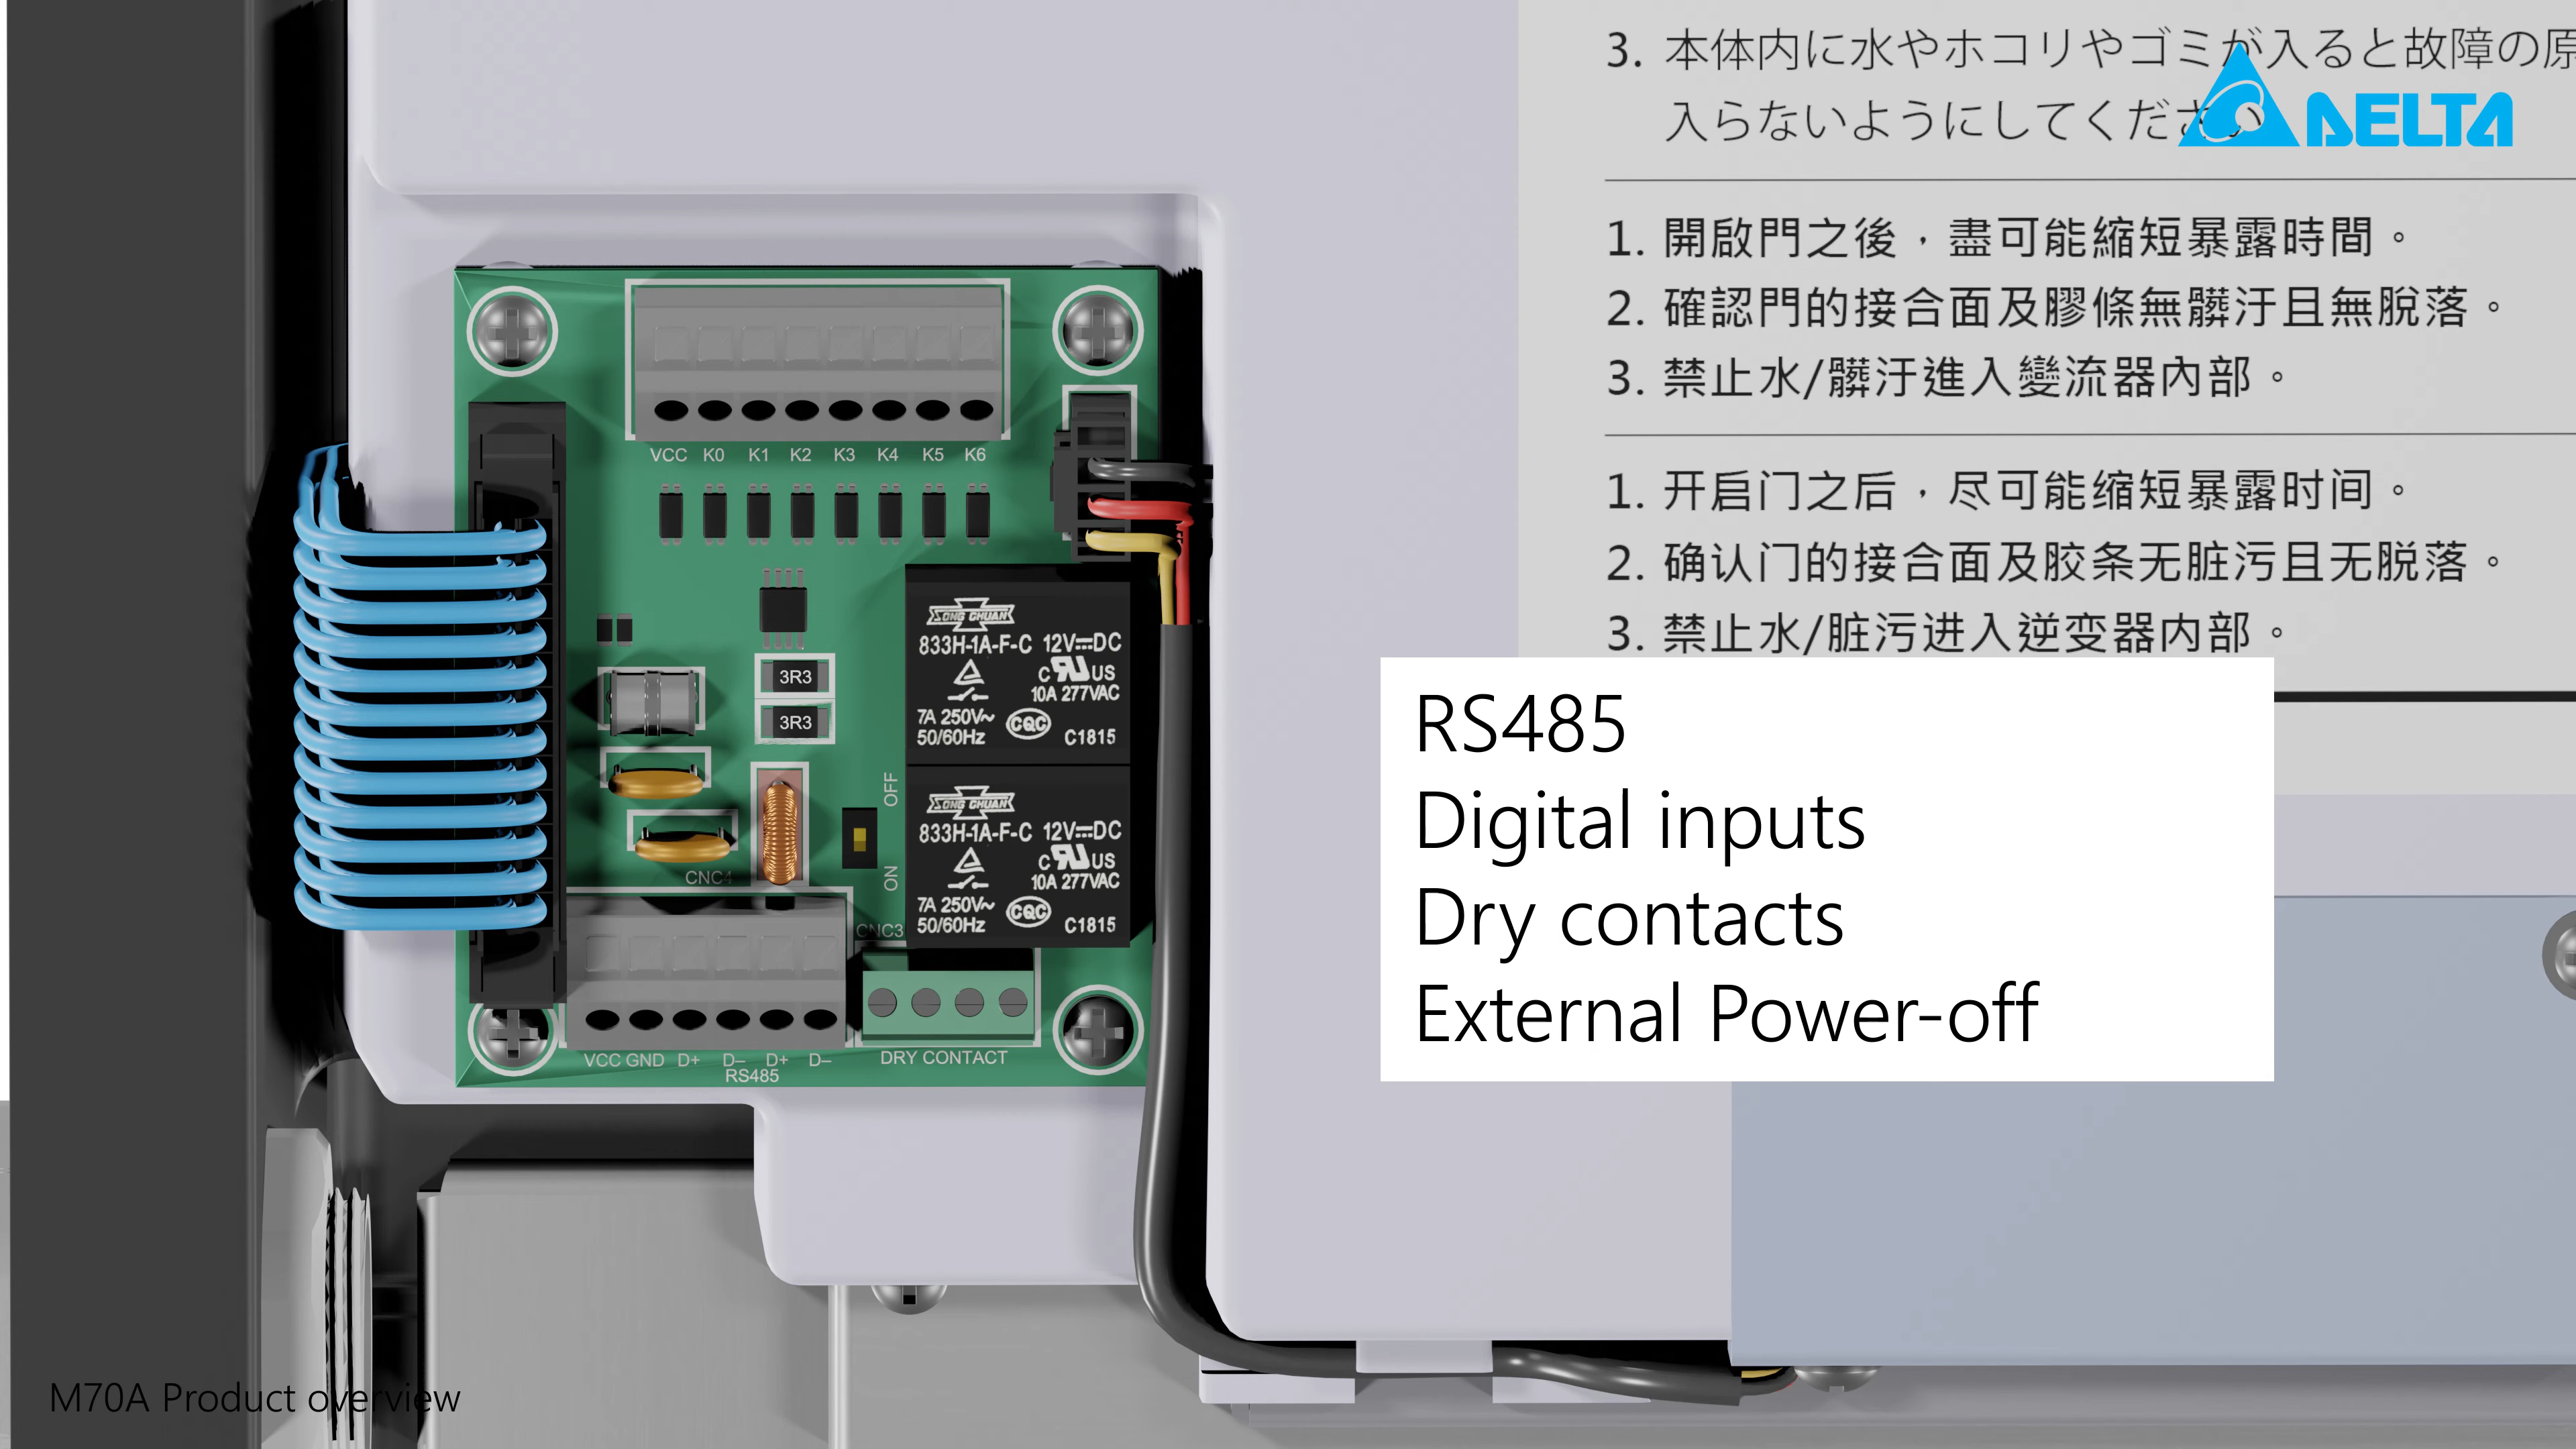 3. 本体内に水やホコリやゴミが入ると故障の原
入らないようにしてくださ
DELTA
1. 開啟門之後，盡可能縮短暴露時間。
2. 確認門的接合面及膠條無髒汙且無脫落。
3. 禁止水/髒汙進入變流器內部。
1. 开启门之后，尽可能缩短暴露时间。
2. 确认门的接合面及胶条无脏污且无脱落。
3. 禁止水/脏污进入逆变器内部。
VCC K0 K1 K2 K3 K4 K5 K6
SONG CHUAN
833H-1A-F-C 12V DC
C RU US
10A 277VAC
7A 250V~
50/60Hz
CQC
C1815
3R3
3R3
OFF
ON
SONG CHUAN
833H-1A-F-C 12V DC
C RU US
10A 277VAC
7A 250V~
50/60Hz
CQC
C1815
CNC4
CNC3
VCC GND D+ D– D+ D–
RS485
DRY CONTACT
RS485
Digital inputs
Dry contacts
External Power-off
M70A Product overview